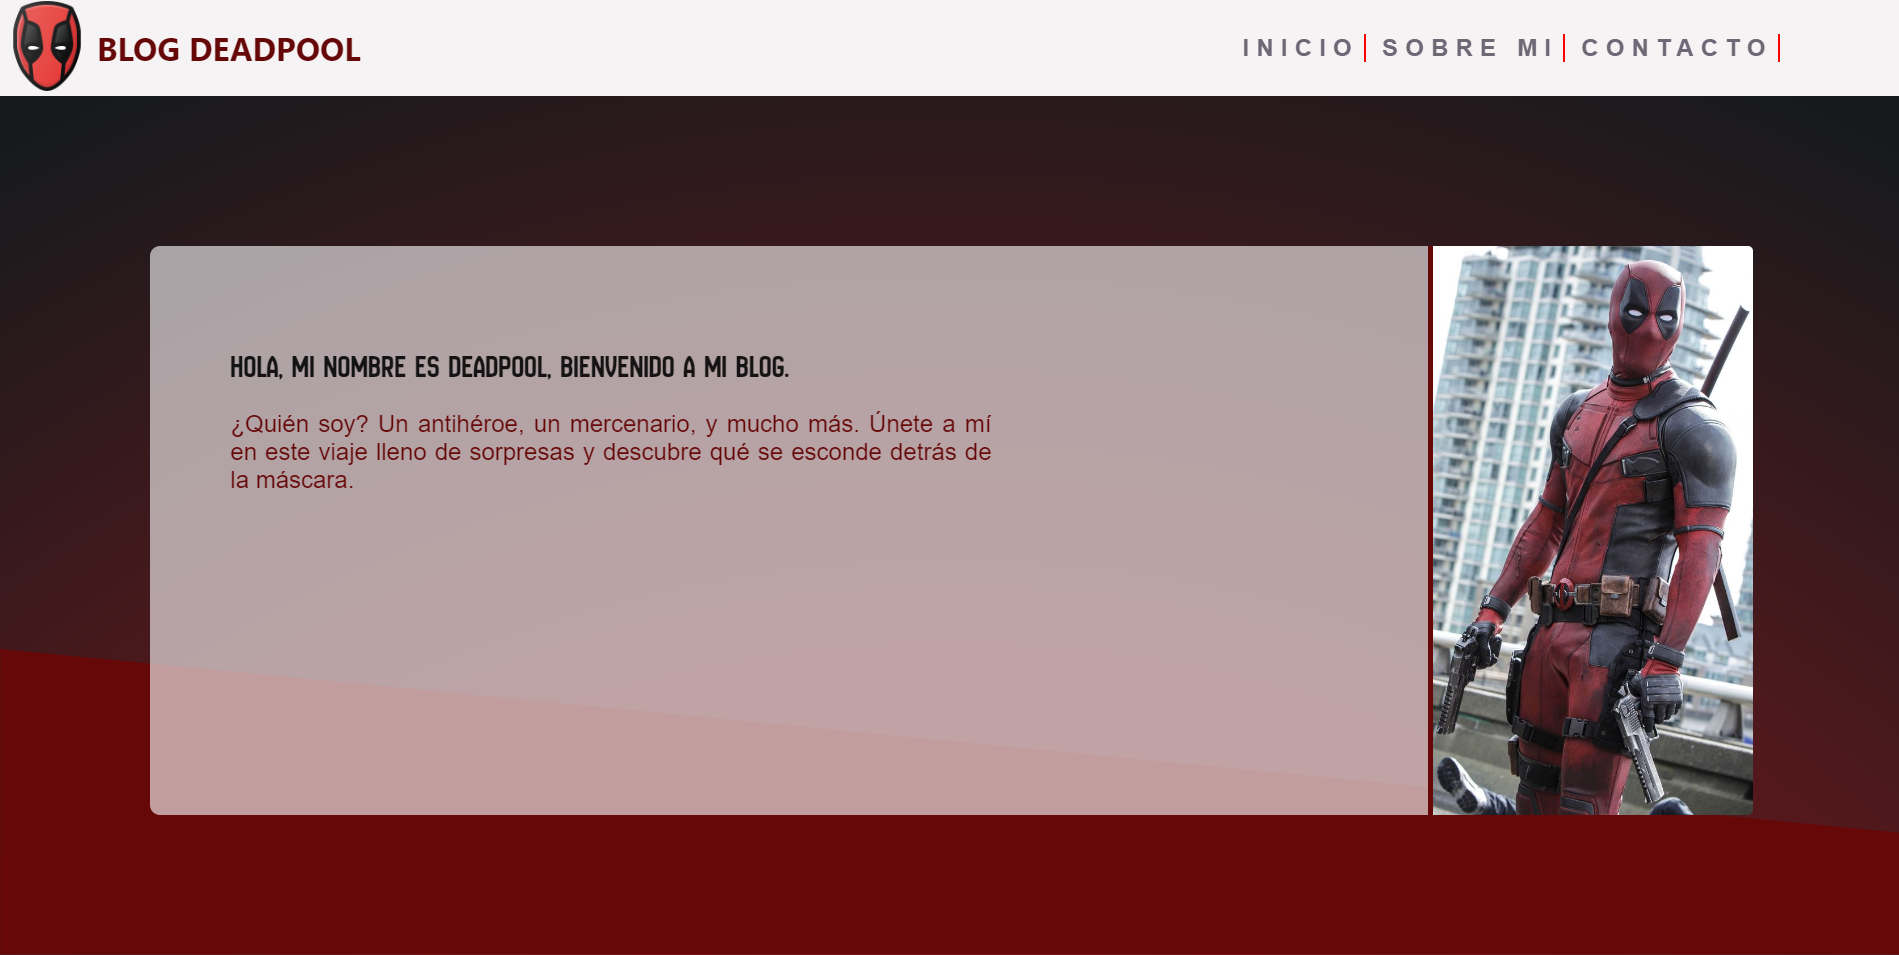 BLOG DEADPOOL
INICIO
SOBRE MI
CONTACTO
HOLA, MI NOMBRE ES DEADPOOL, BIENVENIDO A MI BLOG.
¿Quién soy? Un antihéroe, un mercenario, y mucho más. Únete a mí
en este viaje lleno de sorpresas y descubre qué se esconde detrás de
la máscara.